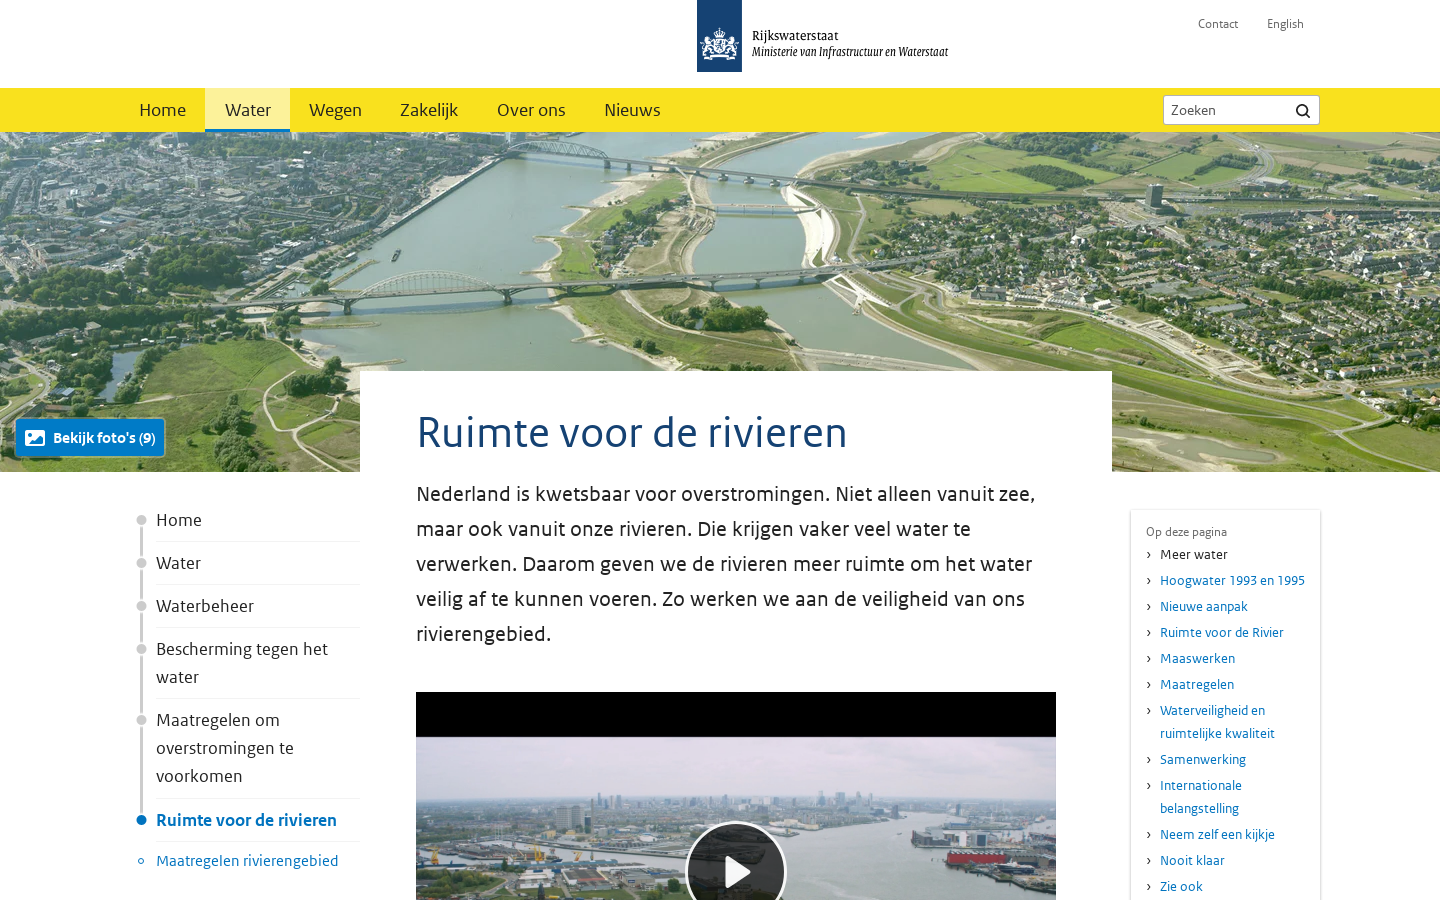 Rijkswaterstaat
Ministerie van Infrastructuur en Waterstaat
Contact
English
Home
Water
Wegen
Zakelijk
Over ons
Nieuws
Zoeken
Bekijk foto's (9)
Ruimte voor de rivieren
Nederland is kwetsbaar voor overstromingen. Niet alleen vanuit zee,
maar ook vanuit onze rivieren. Die krijgen vaker veel water te
verwerken. Daarom geven we de rivieren meer ruimte om het water
veilig af te kunnen voeren. Zo werken we aan de veiligheid van ons
rivierengebied.
Home
Water
Waterbeheer
Bescherming tegen het
water
Maatregelen om
overstromingen te
voorkomen
Ruimte voor de rivieren
Maatregelen rivierengebied
Op deze pagina
Meer water
Hoogwater 1993 en 1995
Nieuwe aanpak
Ruimte voor de Rivier
Maaswerken
Maatregelen
Waterveiligheid en
ruimtelijke kwaliteit
Samenwerking
Internationale
belangstelling
Neem zelf een kijkje
Nooit klaar
Zie ook